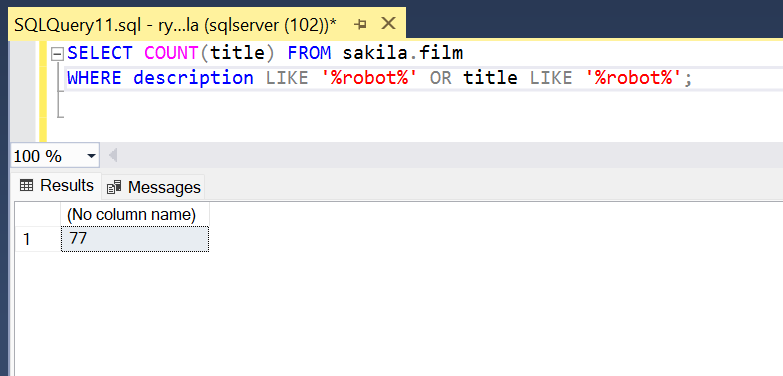 SQLQuery11.sql - ry...la (sqlserver (102))*
SELECT COUNT(title) FROM sakila.film
WHERE description LIKE '%robot%' OR title LIKE '%robot%';
100 %
Results Messages
(No column name)
1 77